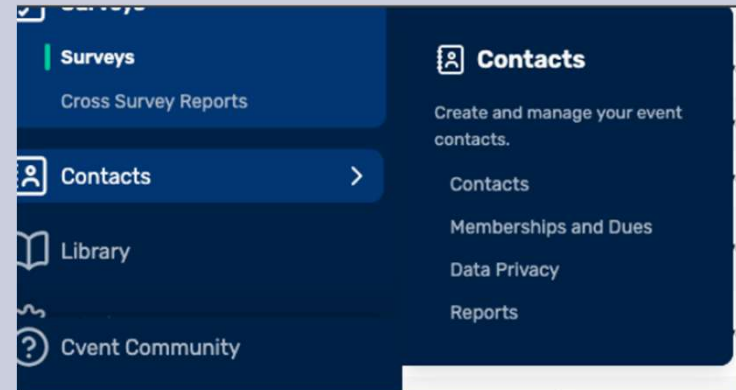 Surveys
Surveys
Cross Survey Reports
Contacts
Library
Cvent Community
Contacts
Create and manage your event
contacts.
Contacts
Memberships and Dues
Data Privacy
Reports